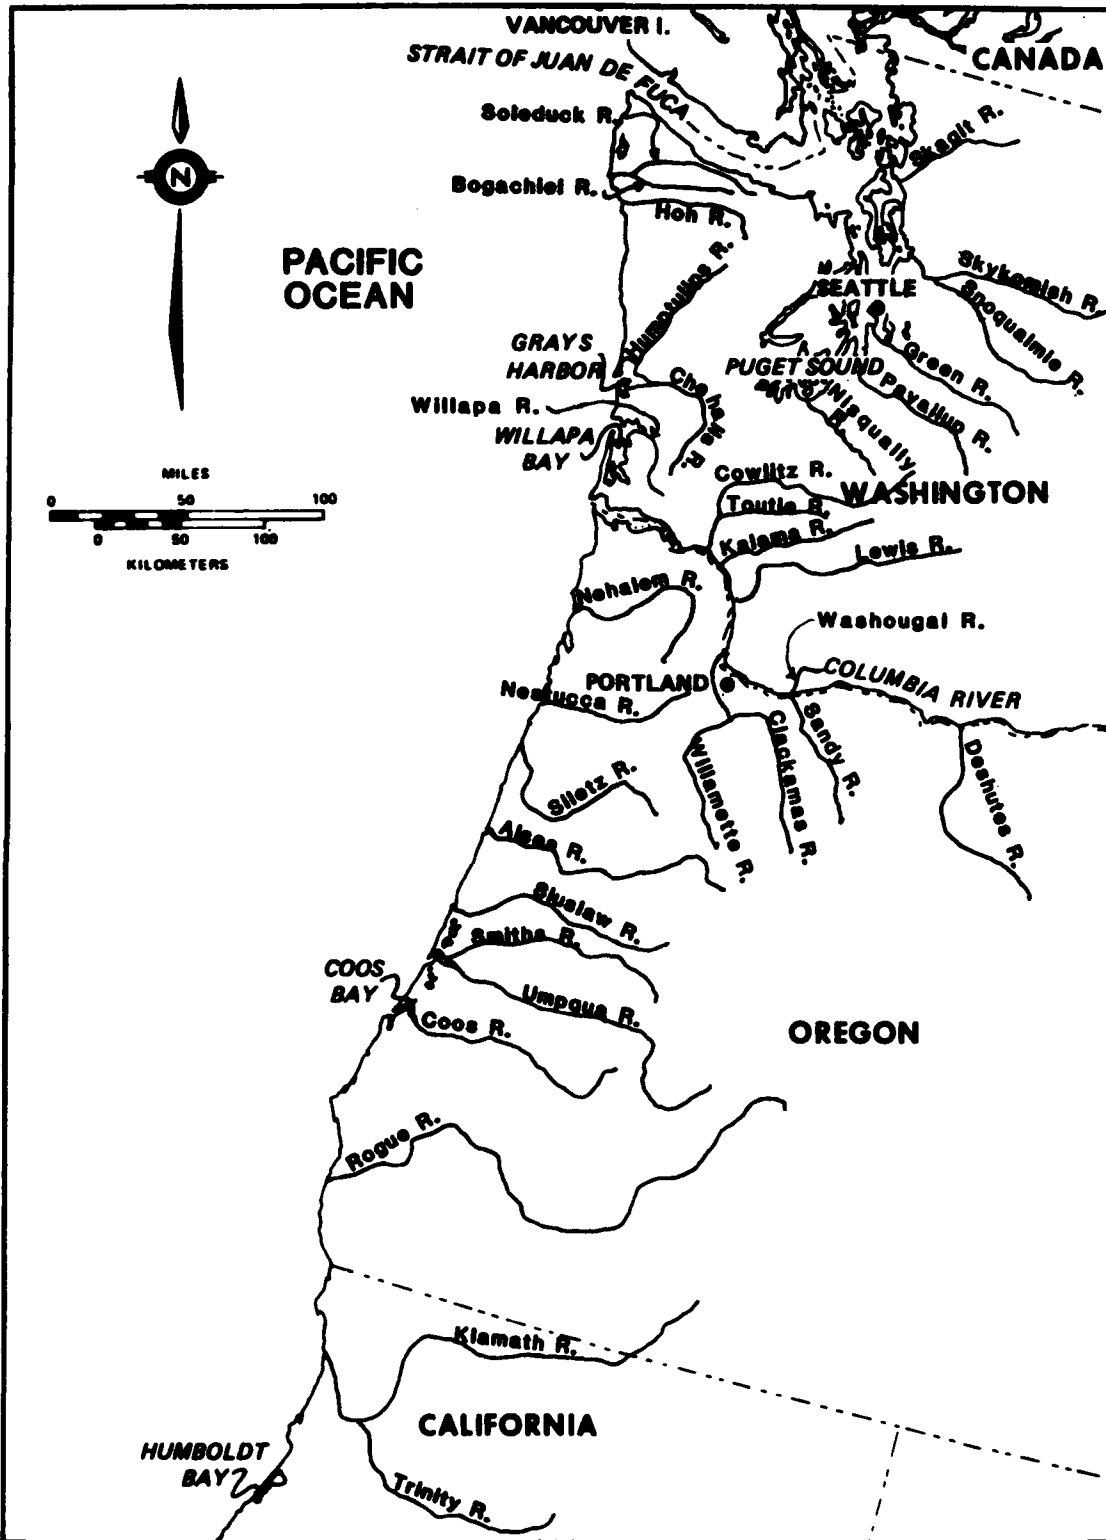 VANCOUVER I.
CANADA
STRAIT OF JUAN DE FUCA
Soleduck R.
Skagit R.
N
Bogachiel R.
Hoh R.
PACIFIC
OCEAN
Humptulips R.
Skykomish R.
SEATTLE
Snoqualmie R.
GRAYS
HARBOR
PUGET SOUND
Green R.
Chehalis R.
Puyallup R.
Willapa R.
Nisqually R.
WILLAPA
BAY
MILES
0 50 100
0 50 100
KILOMETERS
Cowlitz R.
WASHINGTON
Toutle R.
Kalama R.
Lewis R.
Nehalem R.
Washougal R.
PORTLAND
COLUMBIA RIVER
Nestucca R.
Sandy R.
Clackamas R.
Willamette R.
Deshutes R.
Siletz R.
Alsea R.
Siuslaw R.
Smiths R.
COOS
BAY
Umpqua R.
Coos R.
OREGON
Rogue R.
Klamath R.
CALIFORNIA
HUMBOLDT
BAY
Trinity R.